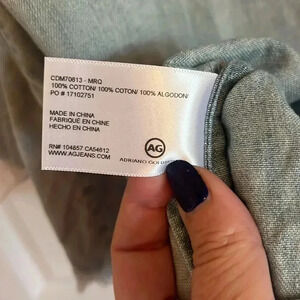 CDM70613 - MRQ
100% COTTON/ 100% COTON/ 100% ALGODON/
PO # 17102751
MADE IN CHINA
FABRIQUÉ EN CHINE
HECHO EN CHINA
RN# 104857 CA54612
WWW.AGJEANS.COM
AG
ADRIANO